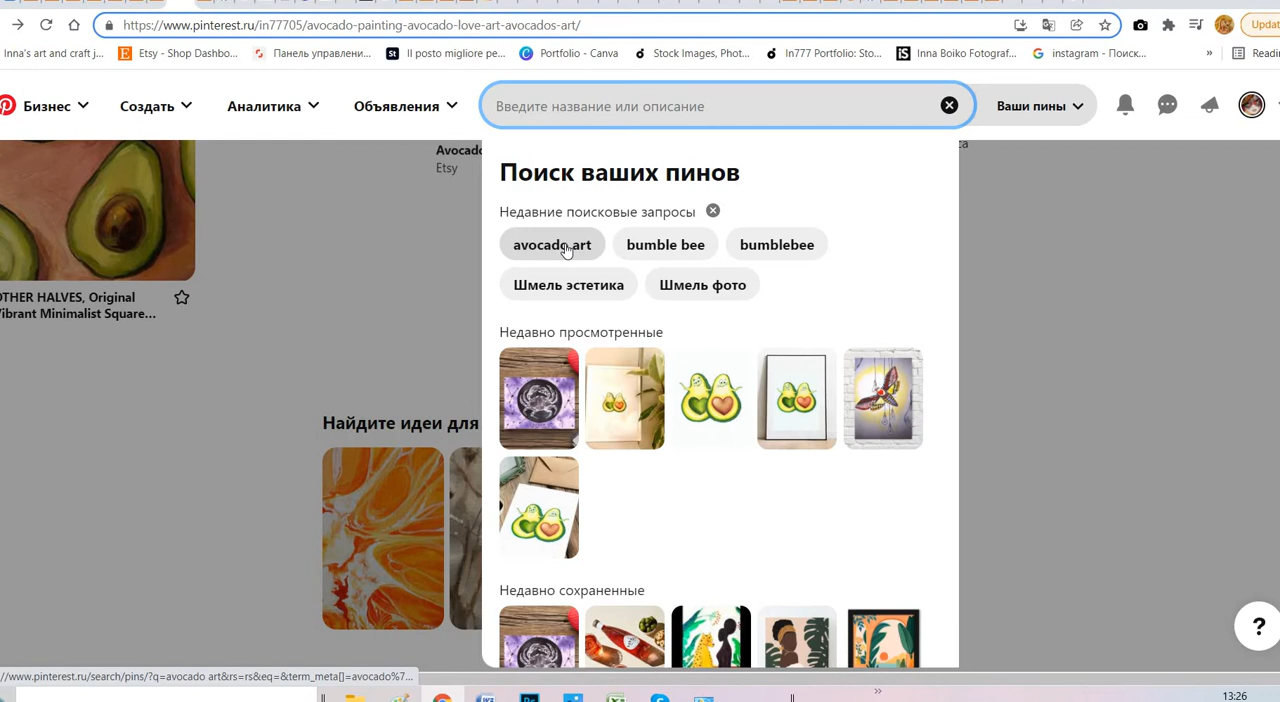 https://www.pinterest.ru/in77705/avocado-painting-avocado-love-art-avocados-art/
Updat
Inna's art and craft j...
Etsy - Shop Dashbo...
Панель управлени...
Il posto migliore pe...
Portfolio - Canva
Stock Images, Phot...
In777 Portfolio: Sto...
Inna Boiko Fotograf...
instagram - Поиск...
»
Readin
Бизнес
Создать
Аналитика
Объявления
Введите название или описание
Ваши пины
Avocado
Etsy
са
Поиск ваших пинов
Недавние поисковые запросы
avocado art
bumble bee
bumblebee
Шмель эстетика
Шмель фото
OTHER HALVES, Original
Vibrant Minimalist Square...
Недавно просмотренные
Найдите идеи для
Недавно сохраненные
?
//www.pinterest.ru/search/pins/?q=avocado art&rs=rs&eq=&term_meta[]=avocado%7...
»
13:26